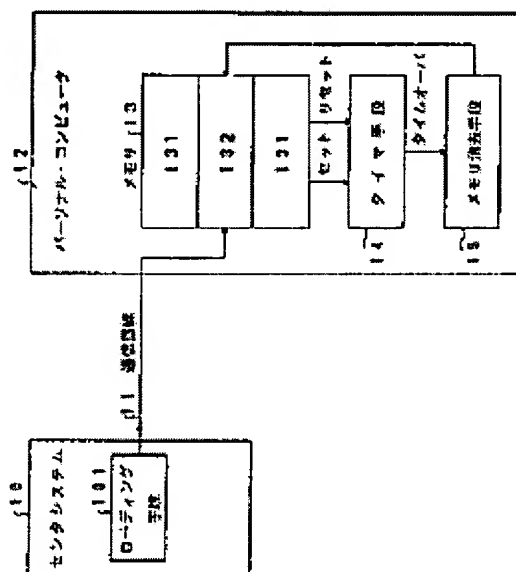 12
パーソナル・コンピュータ
メモリ
13
131
132
131
セット
リセット
タイマ手段
14
タイムオーバ
メモリ消去手段
15
11
通信回線
10
センタシステム
101
ローディング
手段